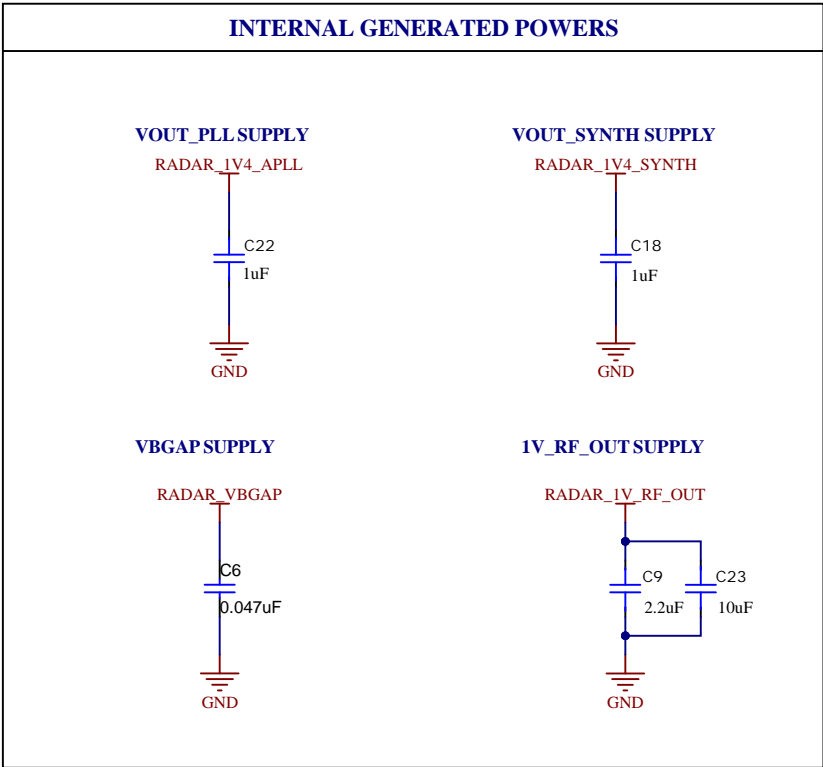 INTERNAL GENERATED POWERS
VOUT_PLL SUPPLY
RADAR_1V4_APLL
C22
1uF
GND
VOUT_SYNTH SUPPLY
RADAR_1V4_SYNTH
C18
1uF
GND
VBGAP SUPPLY
RADAR_VBGAP
C6
0.047uF
GND
1V_RF_OUT SUPPLY
RADAR_1V_RF_OUT
C9
2.2uF
C23
10uF
GND